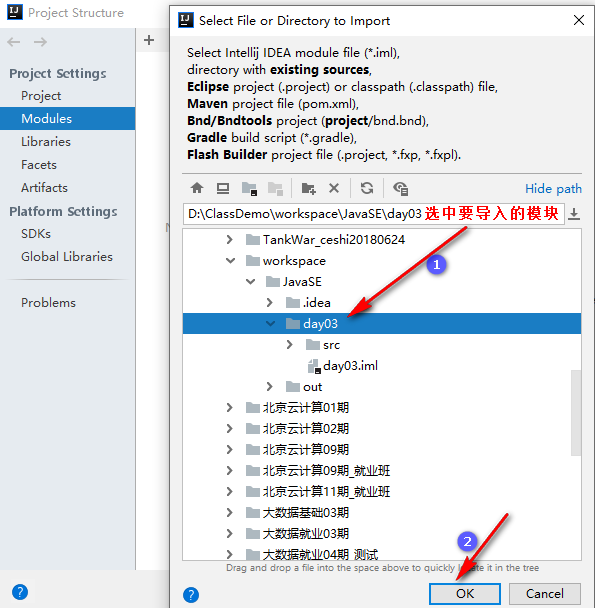 Project Structure
Project Settings
Project
Modules
Libraries
Facets
Artifacts
Platform Settings
SDKs
Global Libraries
Problems
Select File or Directory to Import
Select Intellij IDEA module file (*.iml),
directory with existing sources,
Eclipse project (.project) or classpath (.classpath) file,
Maven project file (pom.xml),
Bnd/Bndtools project (project/bnd.bnd),
Gradle build script (*.gradle),
Flash Builder project file (.project, *.fxp, *.fxpl).
Hide path
D:\ClassDemo\workspace\JavaSE\day03 选中要导入的模块
TankWar_ceshi20180624
workspace
1
JavaSE
.idea
day03
src
day03.iml
out
北京云计算01期
北京云计算02期
北京云计算09期
北京云计算09期_就业班
北京云计算11期_就业班
大数据基础03期
大数据就业03期
大数据就业04期_测试
2
Drag and drop a file into the space above to quickly locate it in the tree
OK
Cancel